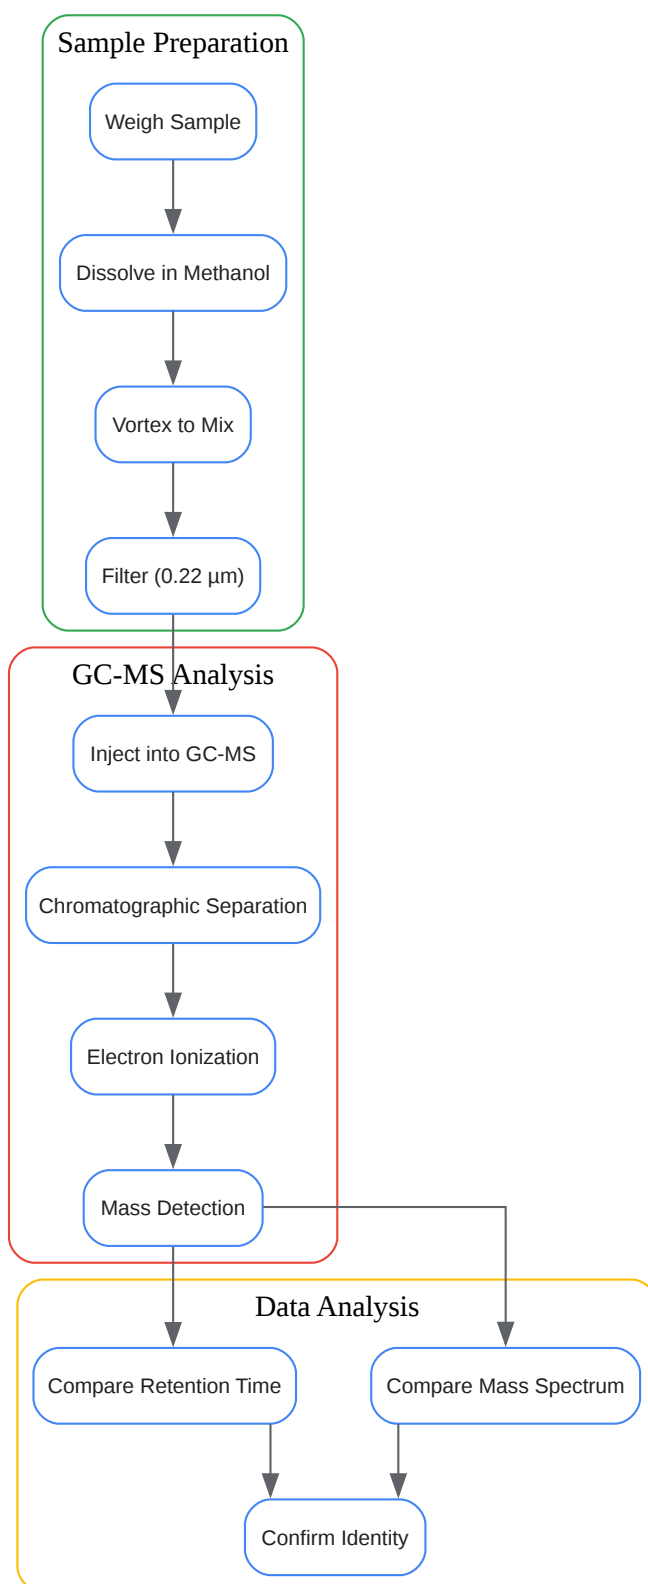 Sample Preparation
Weigh Sample
Dissolve in Methanol
Vortex to Mix
Filter (0.22 µm)
GC-MS Analysis
Inject into GC-MS
Chromatographic Separation
Electron Ionization
Mass Detection
Data Analysis
Compare Retention Time
Compare Mass Spectrum
Confirm Identity